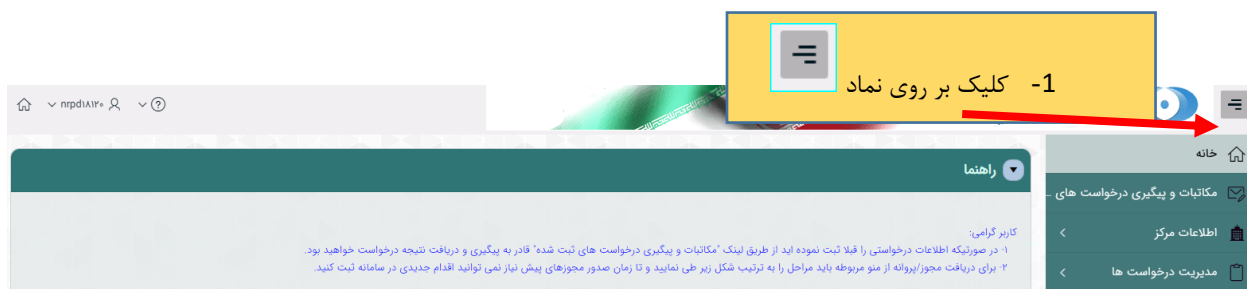 1- کلیک بر روی نماد
nrpd۱۸۱۲۰
خانه
مکاتبات و پیگیری درخواست های ..
اطلاعات مرکز
مدیریت درخواست ها
راهنما
کاربر گرامی:
۱- در صورتیکه اطلاعات درخواستی را قبلا ثبت نموده اید از طریق لینک "مکاتبات و پیگیری درخواست های ثبت شده" قادر به پیگیری و دریافت نتیجه درخواست خواهید بود.
۲- برای دریافت مجوز/پروانه از منو مربوطه باید مراحل را به ترتیب شکل زیر طی نمایید و تا زمان صدور مجوزهای پیش نیاز نمی توانید اقدام جدیدی در سامانه ثبت کنید.